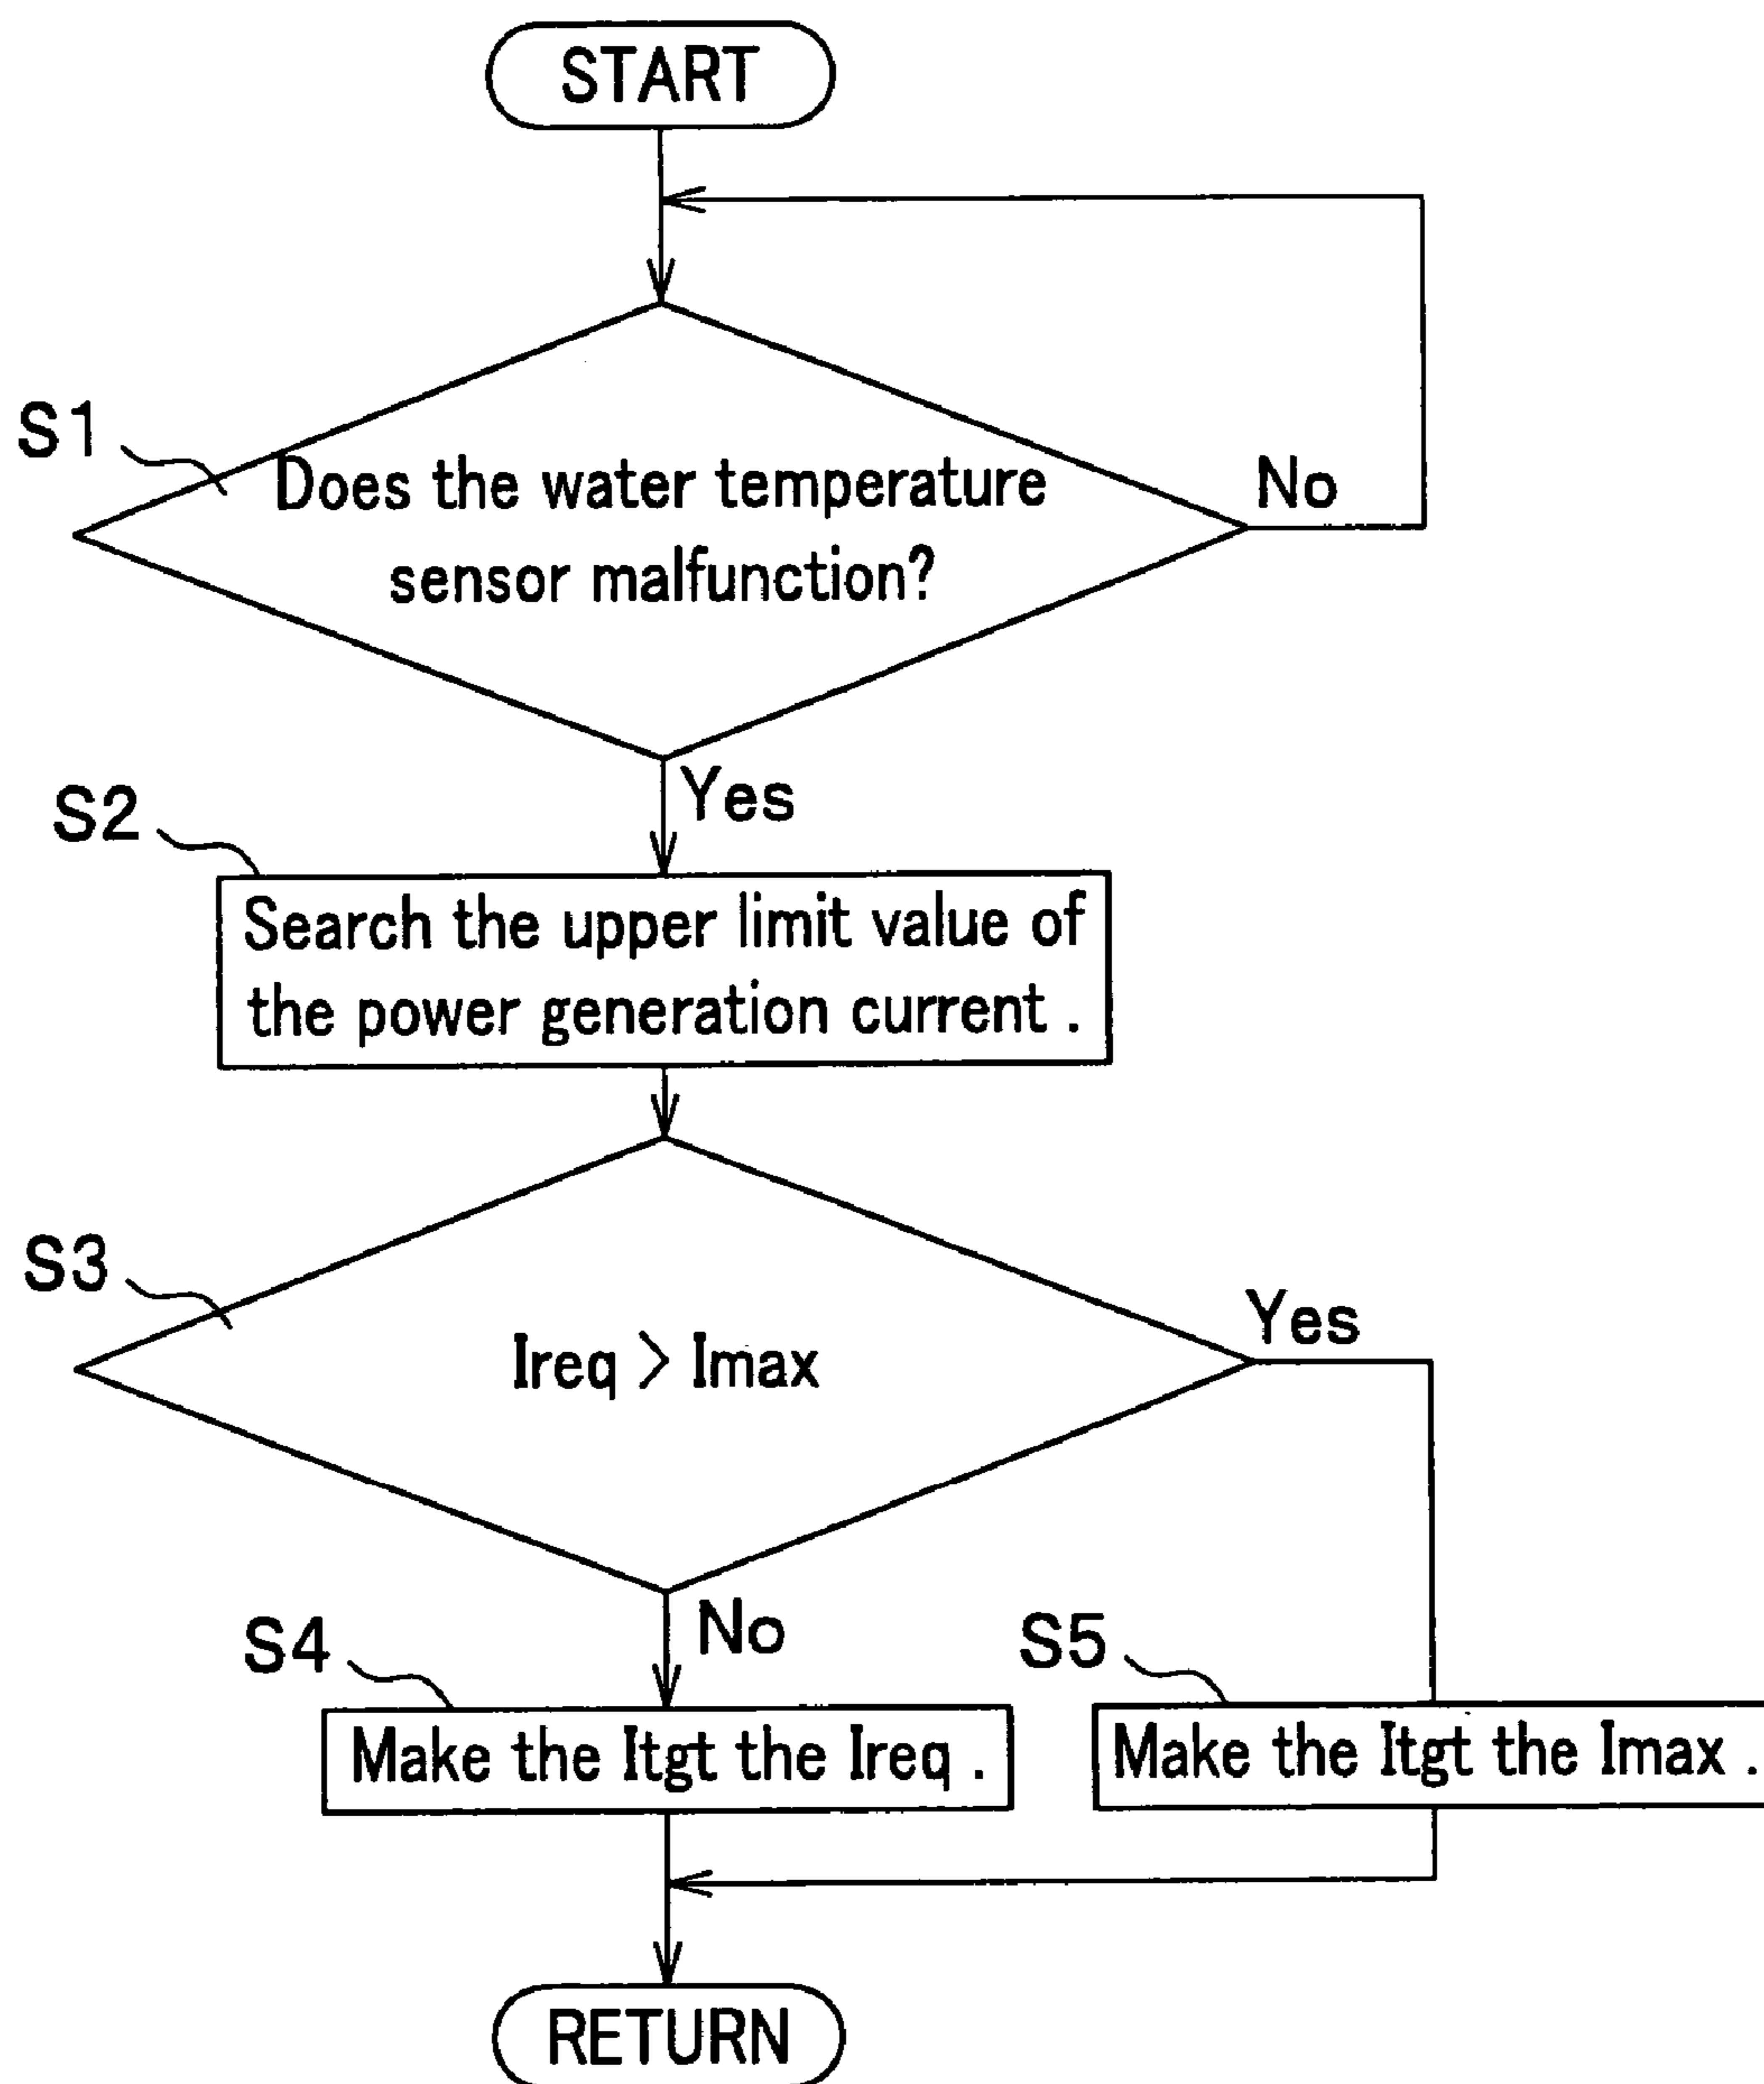 START
S1
Does the water temperature
sensor malfunction?
No
Yes
S2
Search the upper limit value of
the power generation current .
S3
Ireq > Imax
Yes
No
S4
Make the Itgt the Ireq .
S5
Make the Itgt the Imax .
RETURN